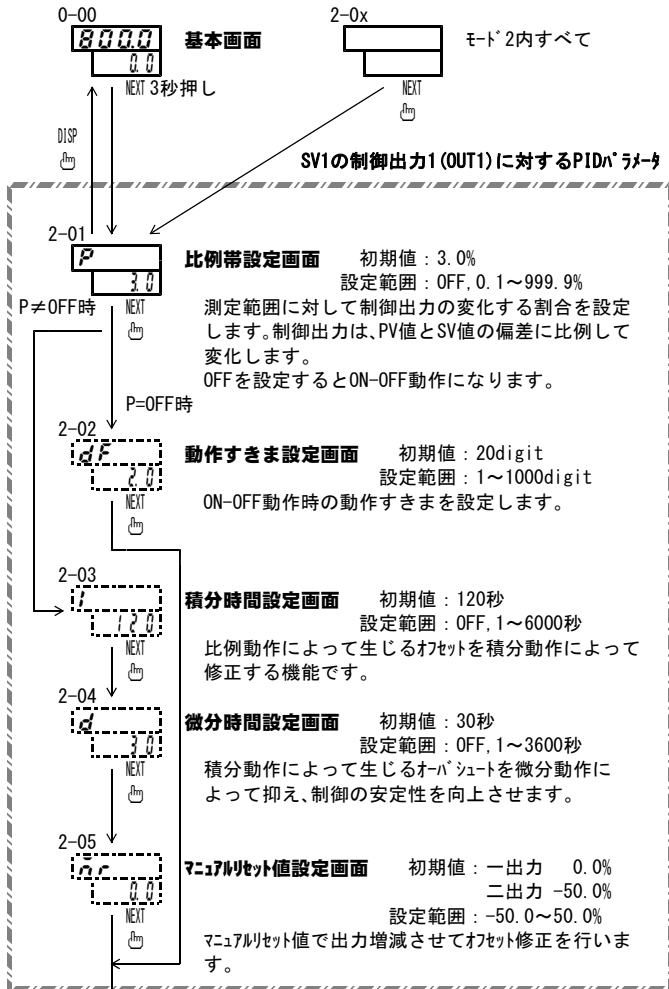 0-00
800.0
0.0
基本画面
NEXT 3秒押し
2-0x
ﾓｰﾄﾞ2内すべて
NEXT
DISP
SV1の制御出力1(OUT1)に対するPIDﾊﾟﾗﾒｰﾀ
2-01
P
3.0
比例帯設定画面 初期値：3.0%
設定範囲：OFF,0.1～999.9%
P≠OFF時
NEXT
測定範囲に対して制御出力の変化する割合を設定
します。制御出力は、PV値とSV値の偏差に比例して
変化します。
OFFを設定するとON-OFF動作になります。
P=OFF時
2-02
dF
2.0
動作すきま設定画面 初期値：20digit
設定範囲：1～1000digit
NEXT
ON-OFF動作時の動作すきまを設定します。
2-03
I
120
積分時間設定画面 初期値：120秒
設定範囲：OFF,1～6000秒
NEXT
比例動作によって生じるｵﾌｾｯﾄを積分動作によって
修正する機能です。
2-04
d
30
微分時間設定画面 初期値：30秒
設定範囲：OFF,1～3600秒
NEXT
積分動作によって生じるｵｰﾊﾞｼｭｰﾄを微分動作に
よって抑え、制御の安定性を向上させます。
2-05
mr
0.0
ﾏﾆｭｱﾙﾘｾｯﾄ値設定画面 初期値：一出力 0.0%
二出力 -50.0%
設定範囲：-50.0～50.0%
NEXT
ﾏﾆｭｱﾙﾘｾｯﾄ値で出力増減させてｵﾌｾｯﾄ修正を行いま
す。